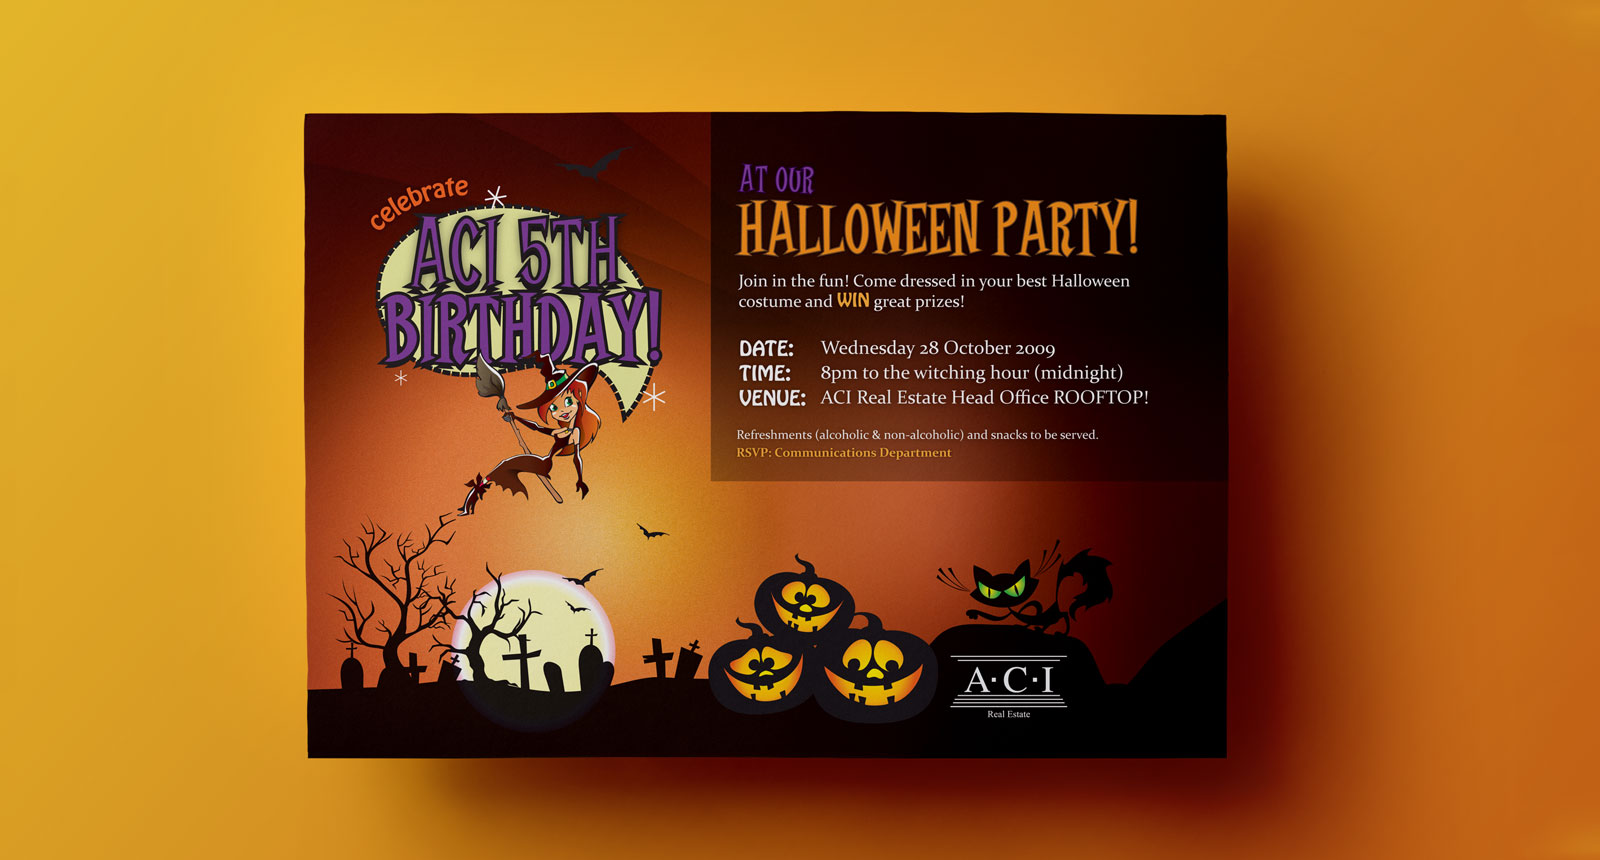 celebrate
ACI 5TH
BIRTHDAY!
AT OUR
HALLOWEEN PARTY!
Join in the fun! Come dressed in your best Halloween
costume and WIN great prizes!
DATE: Wednesday 28 October 2009
TIME: 8pm to the witching hour (midnight)
VENUE: ACI Real Estate Head Office ROOFTOP!
Refreshments (alcoholic & non-alcoholic) and snacks to be served.
RSVP: Communications Department
A·C·I
Real Estate